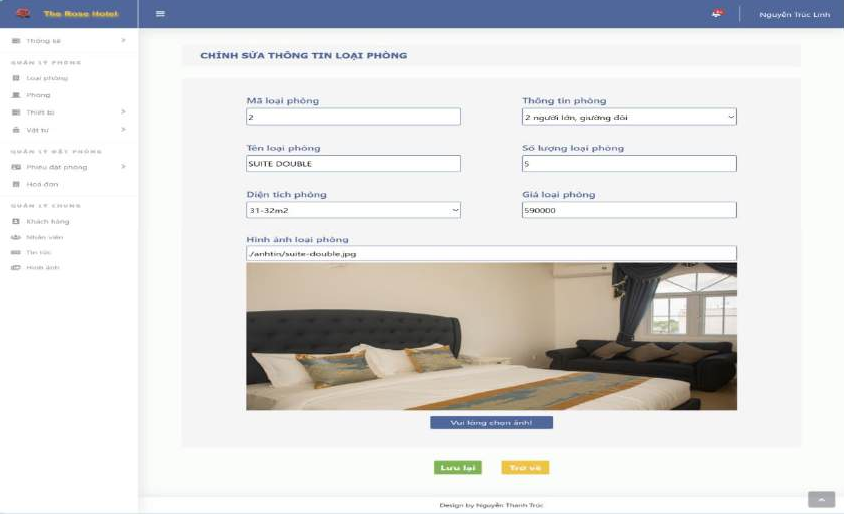 The Rose Hotel
Nguyễn Trúc Linh
Thống kê
QUẢN LÝ PHÒNG
Loại phòng
Phòng
Thiết bị
Vật tư
QUẢN LÝ ĐẶT PHÒNG
Phiếu đặt phòng
Hoá đơn
QUẢN LÝ CHUNG
Khách hàng
Nhân viên
Tin tức
Hình ảnh
CHỈNH SỬA THÔNG TIN LOẠI PHÒNG
Mã loại phòng
2
Thông tin phòng
2 người lớn, giường đôi
Tên loại phòng
SUITE DOUBLE
Số lượng loại phòng
5
Diện tích phòng
31-32m2
Giá loại phòng
590000
Hình ảnh loại phòng
./anhtin/suite-double.jpg
Vui lòng chọn ảnh!
Lưu lại
Trở về
Design by Nguyễn Thanh Trúc